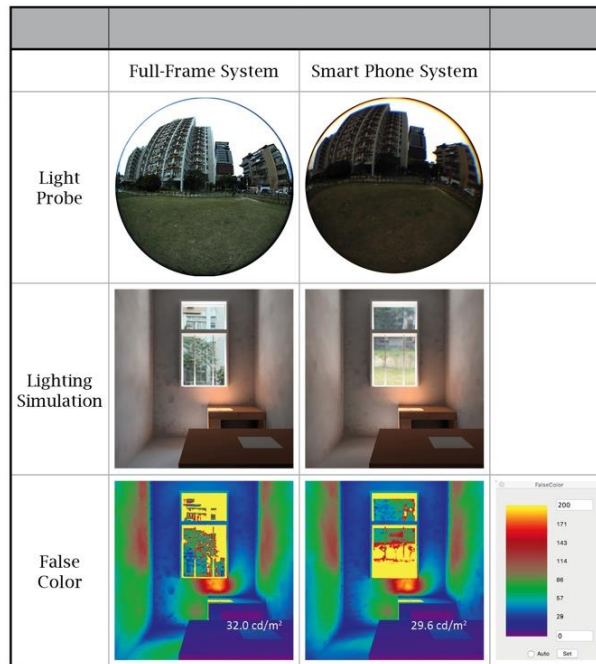 Full-Frame System
Smart Phone System
Light
Probe
Lighting
Simulation
False
Color
32.0 cd/m²
29.6 cd/m²
FalseColor
200
171
143
114
86
57
29
0
Auto
Set